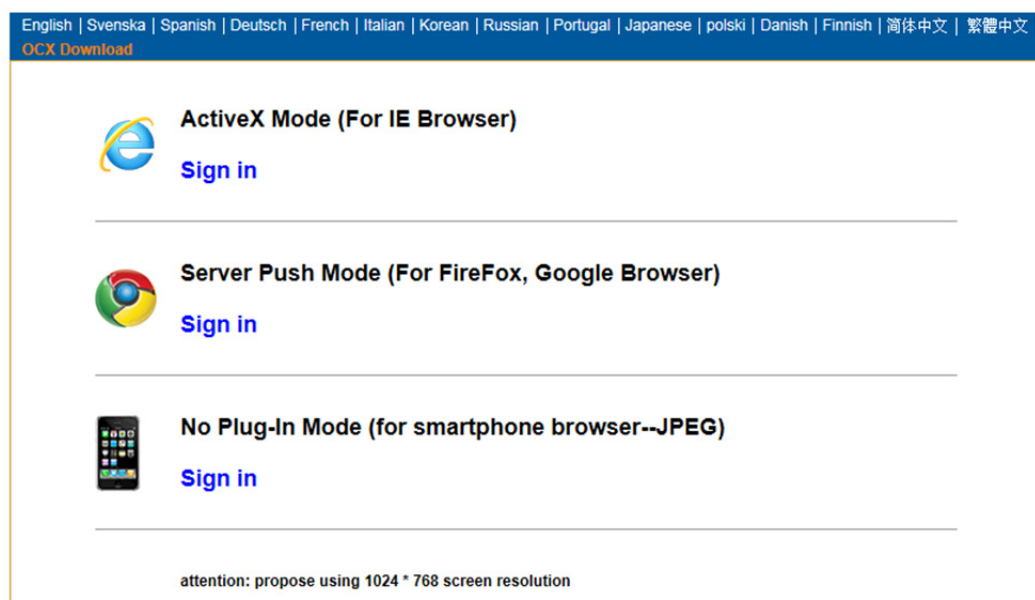 English | Svenska | Spanish | Deutsch | French | Italian | Korean | Russian | Portugal | Japanese | polski | Danish | Finnish | 简体中文 | 繁體中文
OCX Download
ActiveX Mode (For IE Browser)
Sign in
Server Push Mode (For FireFox, Google Browser)
Sign in
No Plug-In Mode (for smartphone browser--JPEG)
Sign in
attention: propose using 1024 * 768 screen resolution